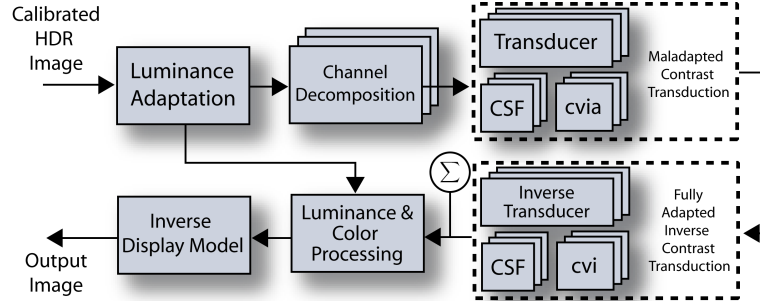 Calibrated
HDR
Image
Luminance
Adaptation
Channel
Decomposition
Transducer
CSF
cvia
Maladapted
Contrast
Transduction
Inverse
Transducer
CSF
cvi
Fully
Adapted
Inverse
Contrast
Transduction
Σ
Luminance &
Color
Processing
Inverse
Display Model
Output
Image